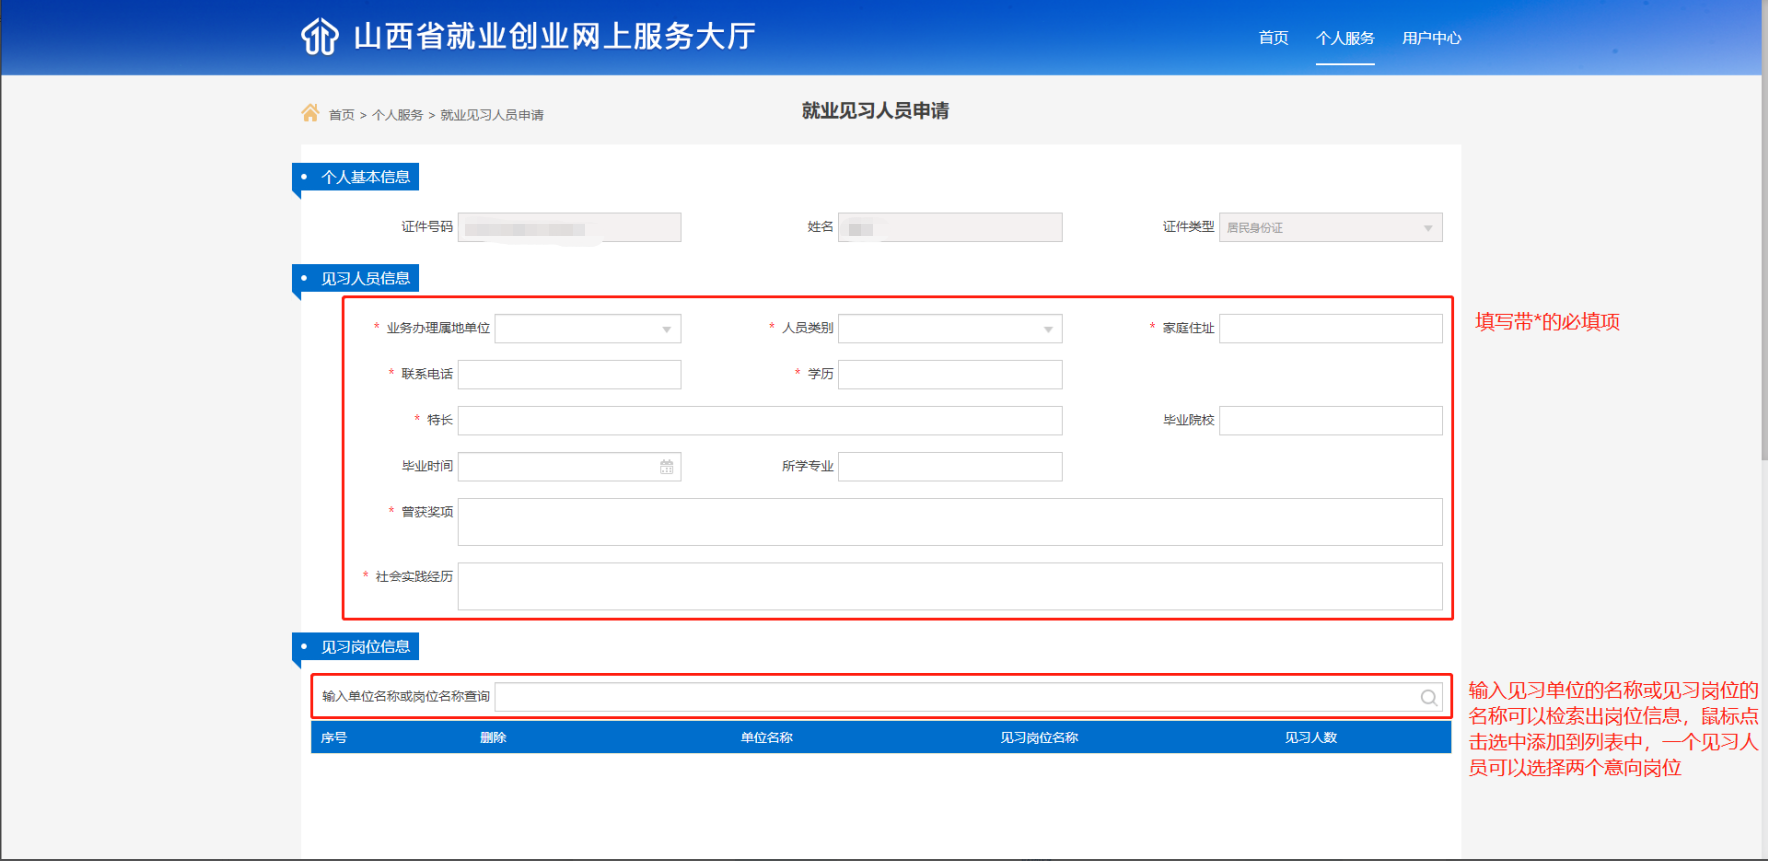 山西省就业创业网上服务大厅
首页 个人服务 用户中心
首页 > 个人服务 > 就业见习人员申请
就业见习人员申请
个人基本信息
证件号码 姓名 证件类型 居民身份证
见习人员信息
* 业务办理属地单位 * 人员类别 * 家庭住址
填写带*的必填项
* 联系电话 * 学历
* 特长 毕业院校
毕业时间 所学专业
* 曾获奖项
* 社会实践经历
见习岗位信息
输入单位名称或岗位名称查询
输入见习单位的名称或见习岗位的
名称可以检索出岗位信息，鼠标点
击选中添加到列表中，一个见习人
员可以选择两个意向岗位
序号 删除 单位名称 见习岗位名称 见习人数